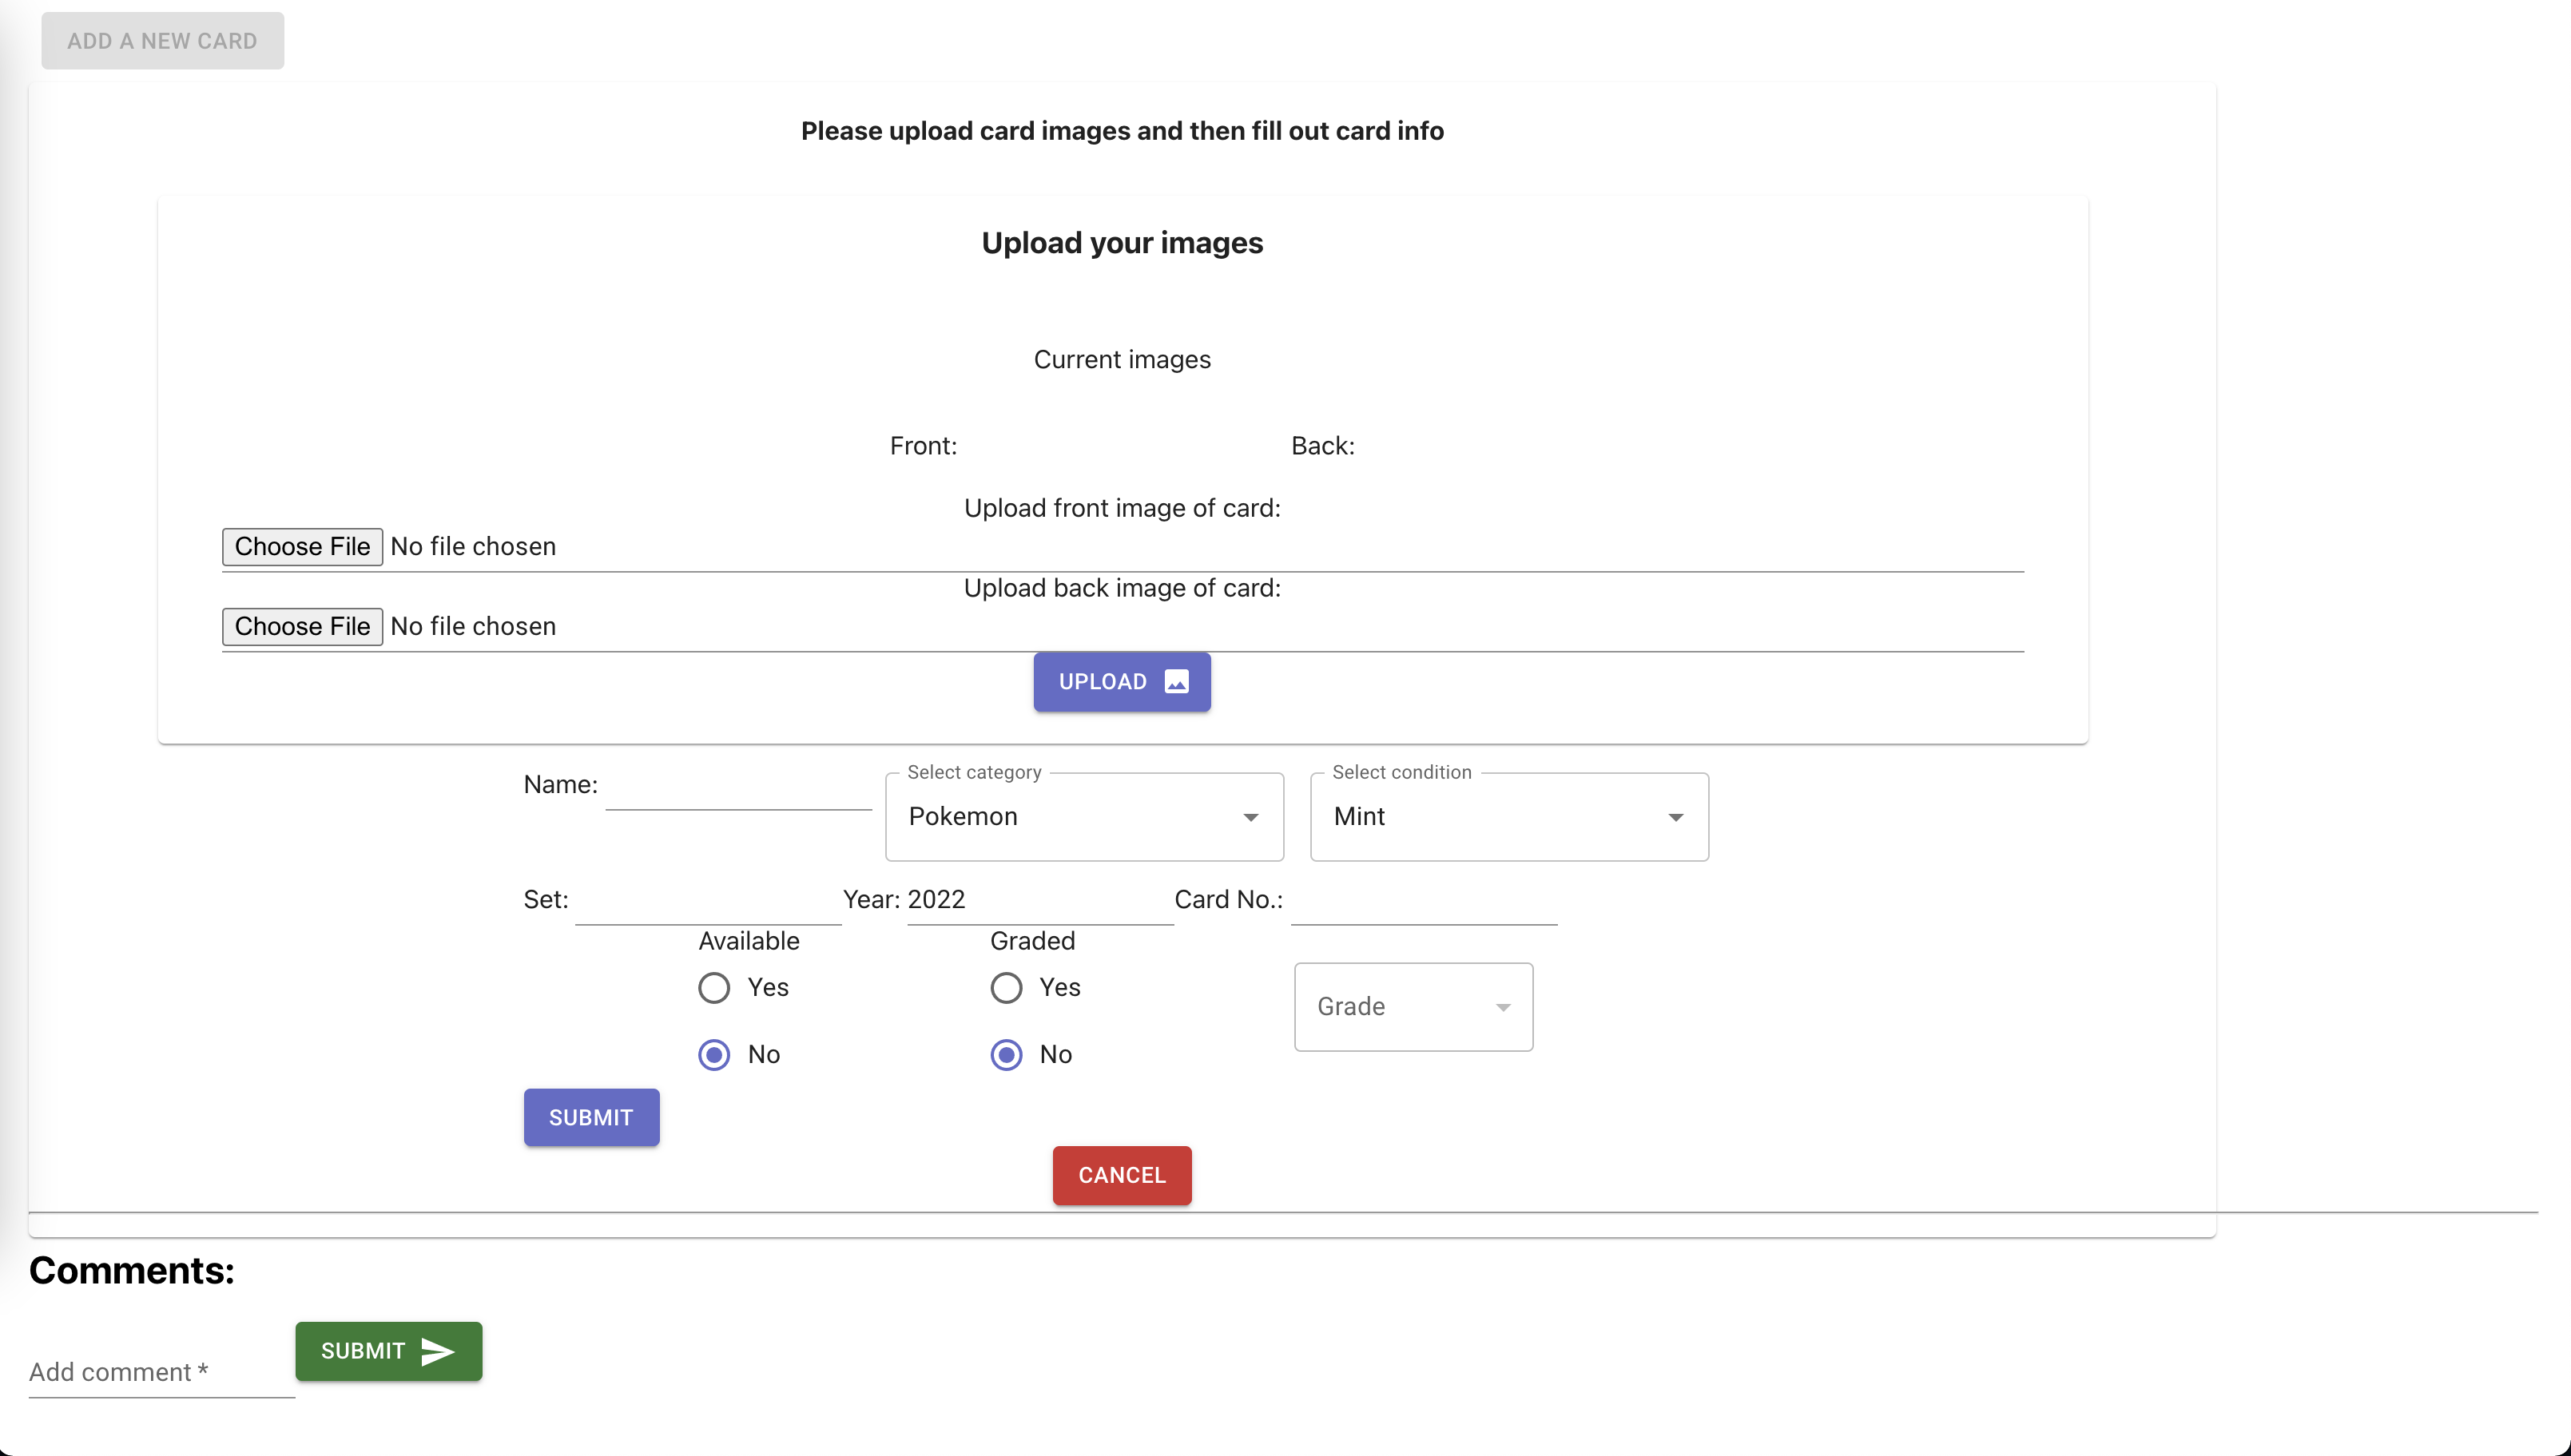 ADD A NEW CARD
Please upload card images and then fill out card info
Upload your images
Current images
Front: Back:
Upload front image of card:
Choose File No file chosen
Upload back image of card:
Choose File No file chosen
UPLOAD
Select category Select condition
Name: Pokemon Mint
Set: Year: 2022 Card No.:
Available Graded
Yes Yes
Grade
No No
SUBMIT
CANCEL
Comments:
SUBMIT
Add comment *